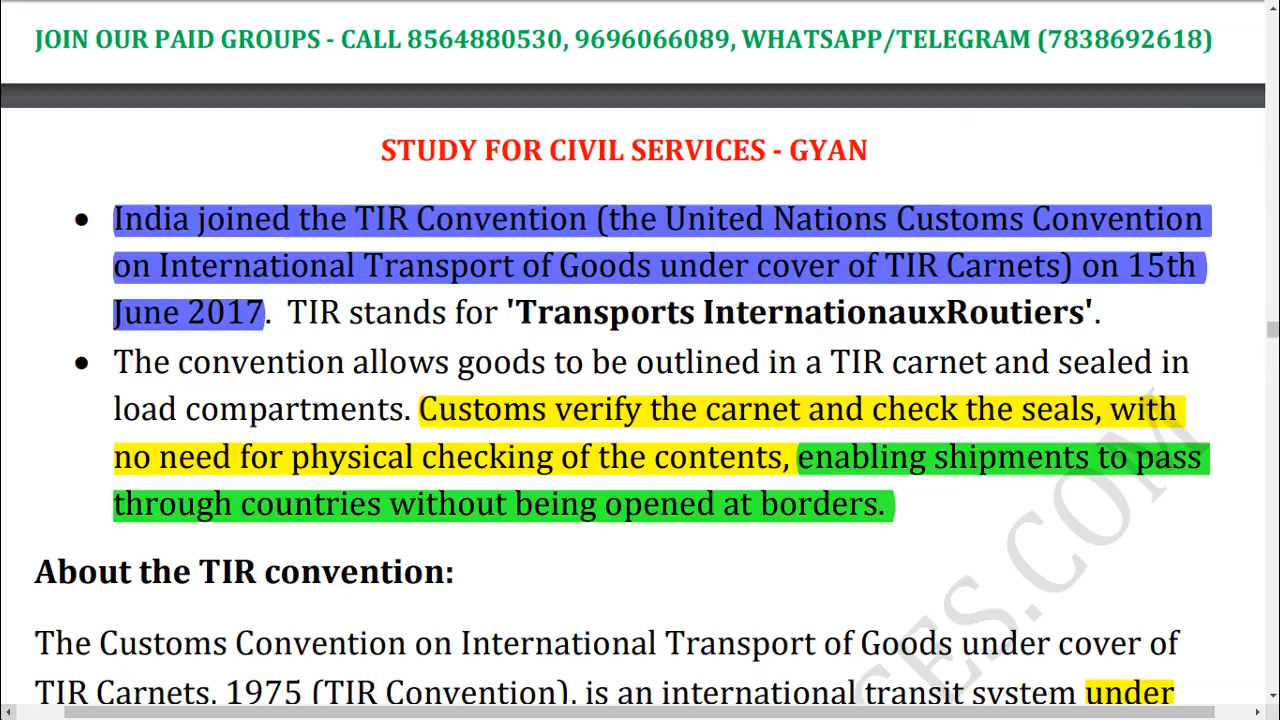 JOIN OUR PAID GROUPS - CALL 8564880530, 9696066089, WHATSAPP/TELEGRAM (7838692618)
STUDY FOR CIVIL SERVICES - GYAN
• India joined the TIR Convention (the United Nations Customs Convention
on International Transport of Goods under cover of TIR Carnets) on 15th
June 2017. TIR stands for 'Transports InternationauxRoutiers'.
• The convention allows goods to be outlined in a TIR carnet and sealed in
load compartments. Customs verify the carnet and check the seals, with
no need for physical checking of the contents, enabling shipments to pass
through countries without being opened at borders.
About the TIR convention:
The Customs Convention on International Transport of Goods under cover of
TIR Carnets, 1975 (TIR Convention), is an international transit system under
CES.COM